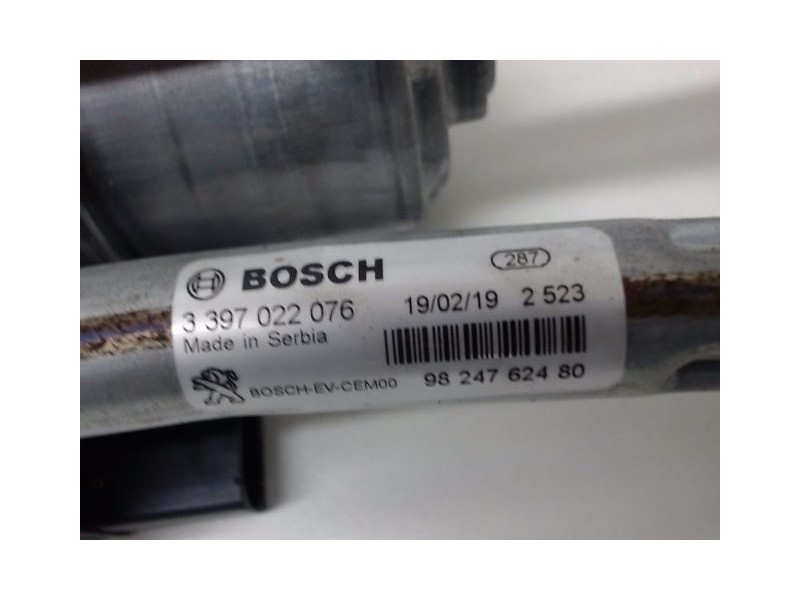 BOSCH 287
3 397 022 076 19/02/19 2 523
Made in Serbia
BOSCH-EV-CEM00 98 247 624 80